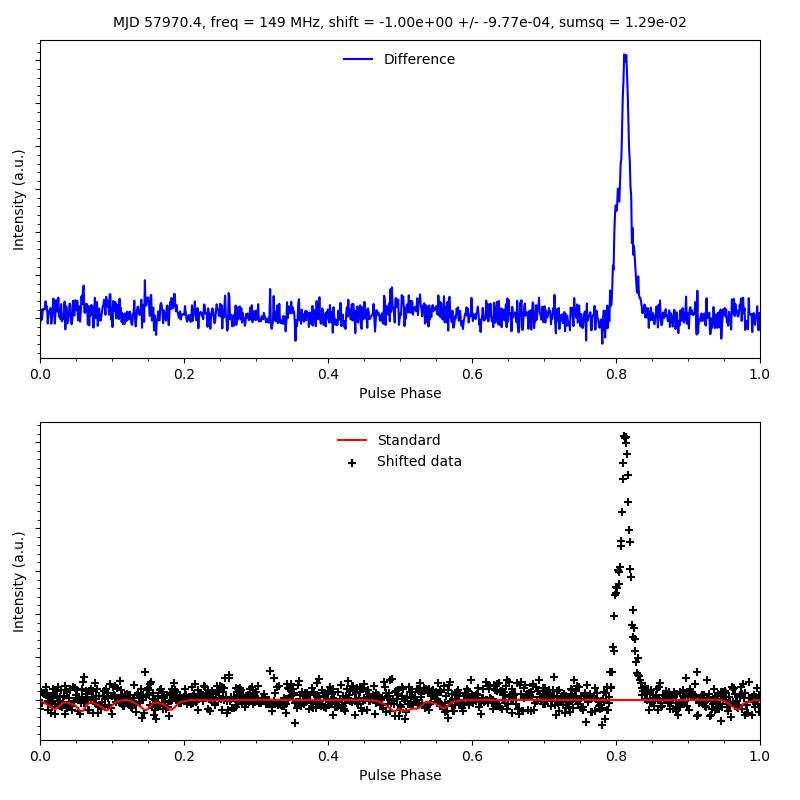 MJD 57970.4, freq = 149 MHz, shift = -1.00e+00 +/- -9.77e-04, sumsq = 1.29e-02
Difference
Intensity (a.u.)
0.0 0.2 0.4 0.6 0.8 1.0
Pulse Phase
Standard
Shifted data
Intensity (a.u.)
0.0 0.2 0.4 0.6 0.8 1.0
Pulse Phase